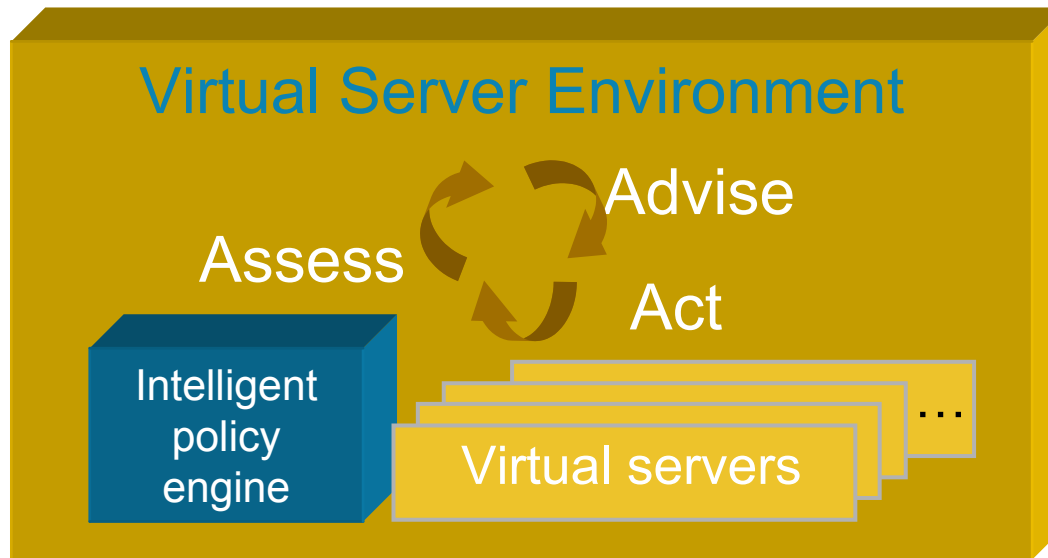 Virtual Server Environment
Advise
Assess
Act
Intelligent
policy
engine
...
Virtual servers